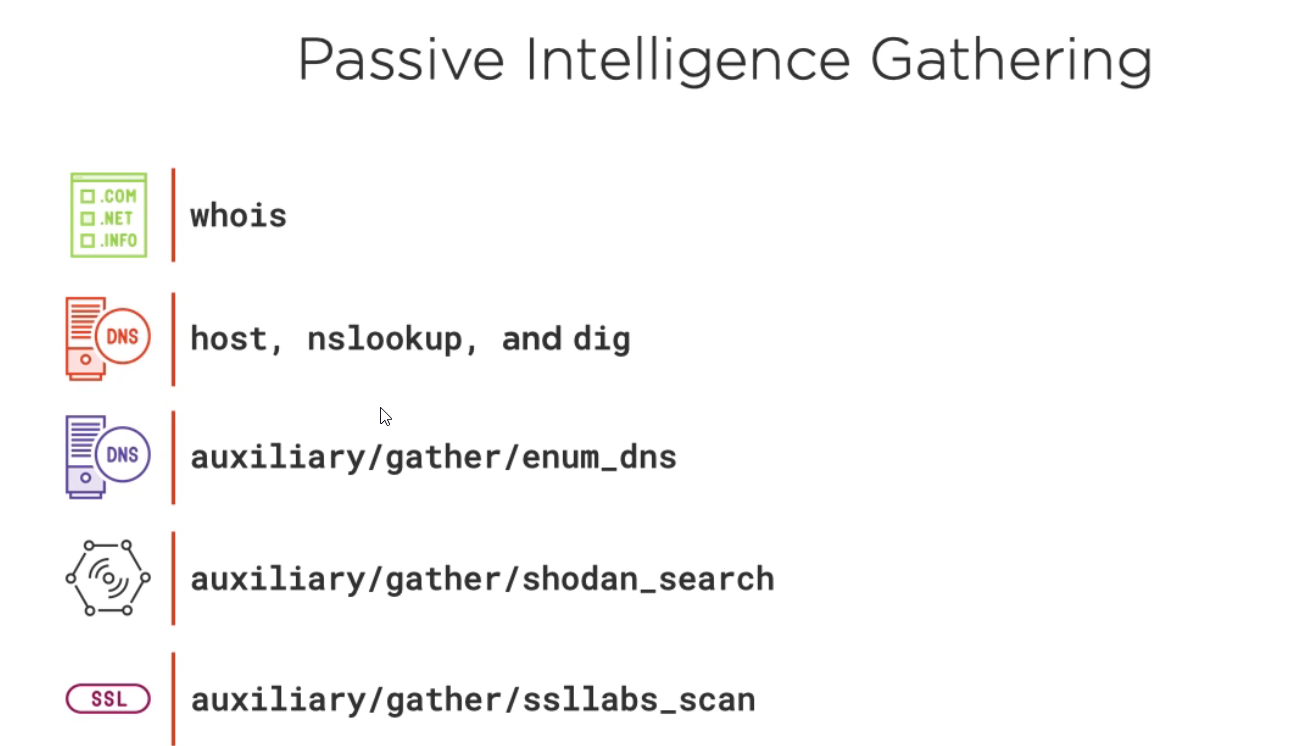 Passive Intelligence Gathering
.COM
.NET
.INFO
whois
DNS
host, nslookup, and dig
DNS
auxiliary/gather/enum_dns
auxiliary/gather/shodan_search
SSL
auxiliary/gather/ssllabs_scan